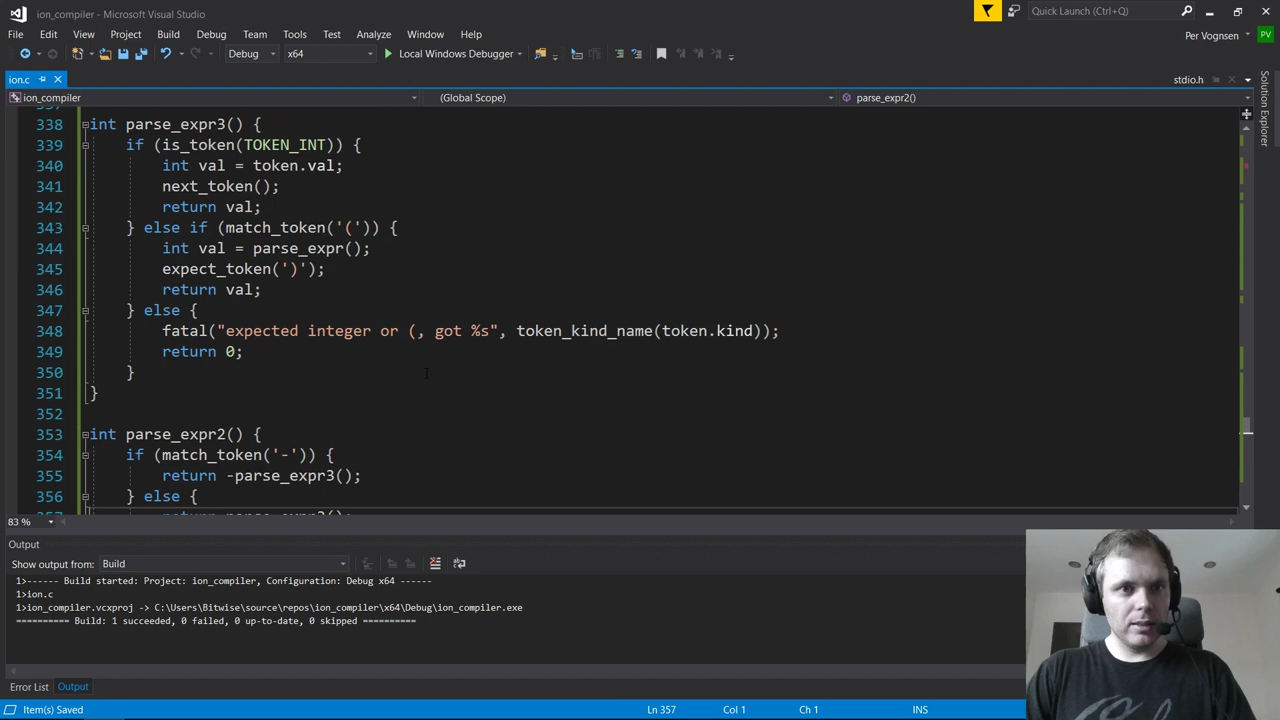 ion_compiler - Microsoft Visual Studio
Quick Launch (Ctrl+Q)
File Edit View Project Build Debug Team Tools Test Analyze Window Help
Per Vognsen PV
Debug x64 Local Windows Debugger
ion.c
stdio.h
ion_compiler (Global Scope) parse_expr2()
Solution Explorer
338 int parse_expr3() {
339 if (is_token(TOKEN_INT)) {
340 int val = token.val;
341 next_token();
342 return val;
343 } else if (match_token('(')) {
344 int val = parse_expr();
345 expect_token(')');
346 return val;
347 } else {
348 fatal("expected integer or (, got %s", token_kind_name(token.kind));
349 return 0;
350 }
351 }
352
353 int parse_expr2() {
354 if (match_token('-')) {
355 return -parse_expr3();
356 } else {
83 %
Output
Show output from: Build
1>------ Build started: Project: ion_compiler, Configuration: Debug x64 ------
1>ion.c
1>ion_compiler.vcxproj -> C:\Users\Bitwise\source\repos\ion_compiler\x64\Debug\ion_compiler.exe
========== Build: 1 succeeded, 0 failed, 0 up-to-date, 0 skipped ==========
Error List Output
Item(s) Saved Ln 357 Col 1 Ch 1 INS